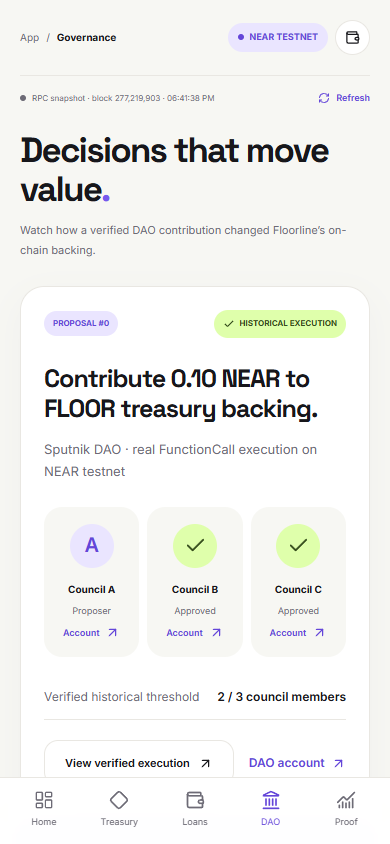 App / Governance
NEAR TESTNET
RPC snapshot · block 277,219,903 · 06:41:38 PM
Refresh
Decisions that move
value.
Watch how a verified DAO contribution changed Floorline's on-
chain backing.
PROPOSAL #0
HISTORICAL EXECUTION
Contribute 0.10 NEAR to
FLOOR treasury backing.
Sputnik DAO · real FunctionCall execution on
NEAR testnet
A
Council A
Proposer
Account
Council B
Approved
Account
Council C
Approved
Account
Verified historical threshold
2 / 3 council members
View verified execution
DAO account
Home
Treasury
Loans
DAO
Proof